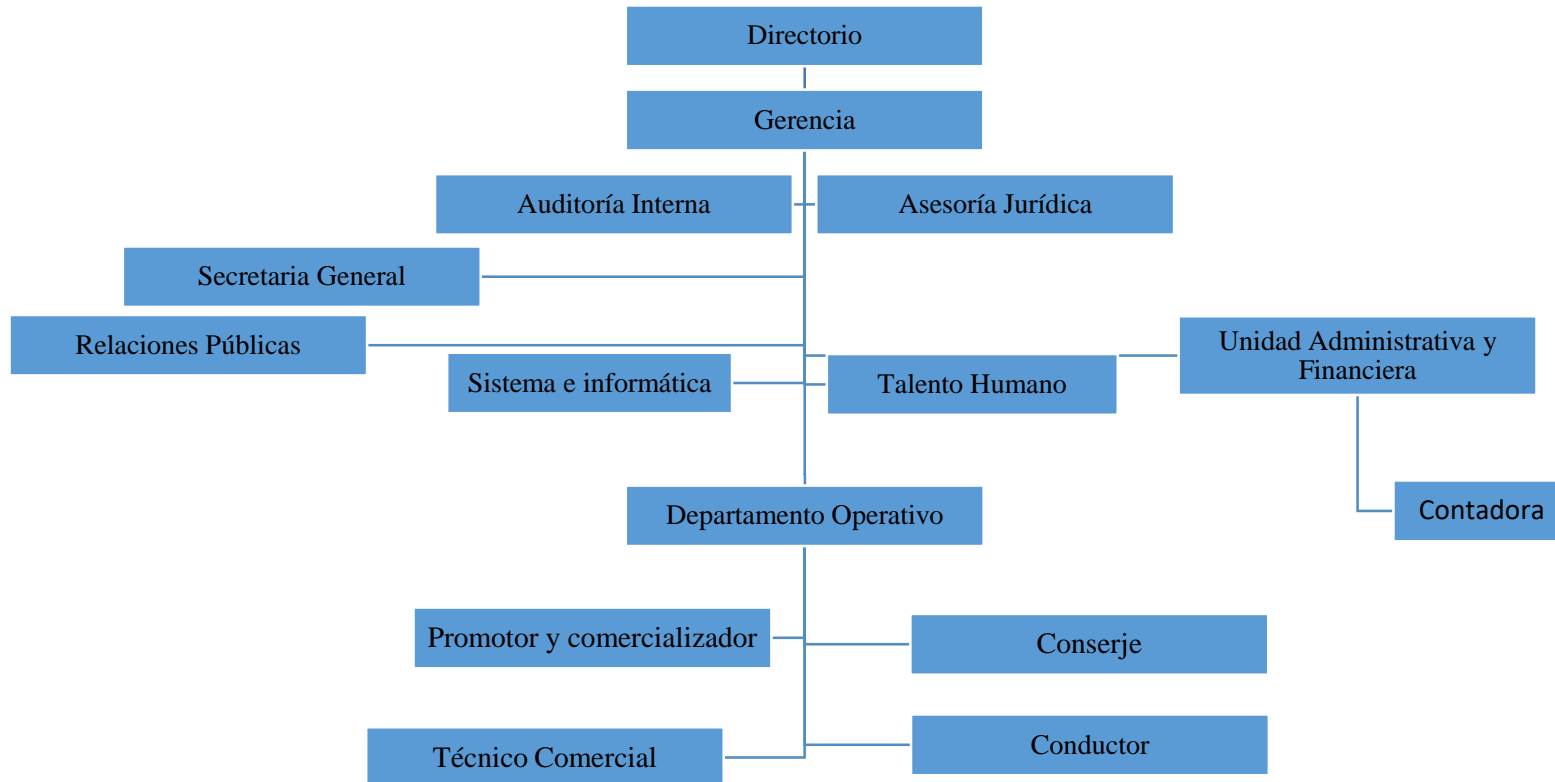 Directorio
Gerencia
Auditoría Interna
Asesoría Jurídica
Secretaria General
Relaciones Públicas
Unidad Administrativa y
Financiera
Sistema e informática
Talento Humano
Departamento Operativo
Contadora
Promotor y comercializador
Conserje
Técnico Comercial
Conductor